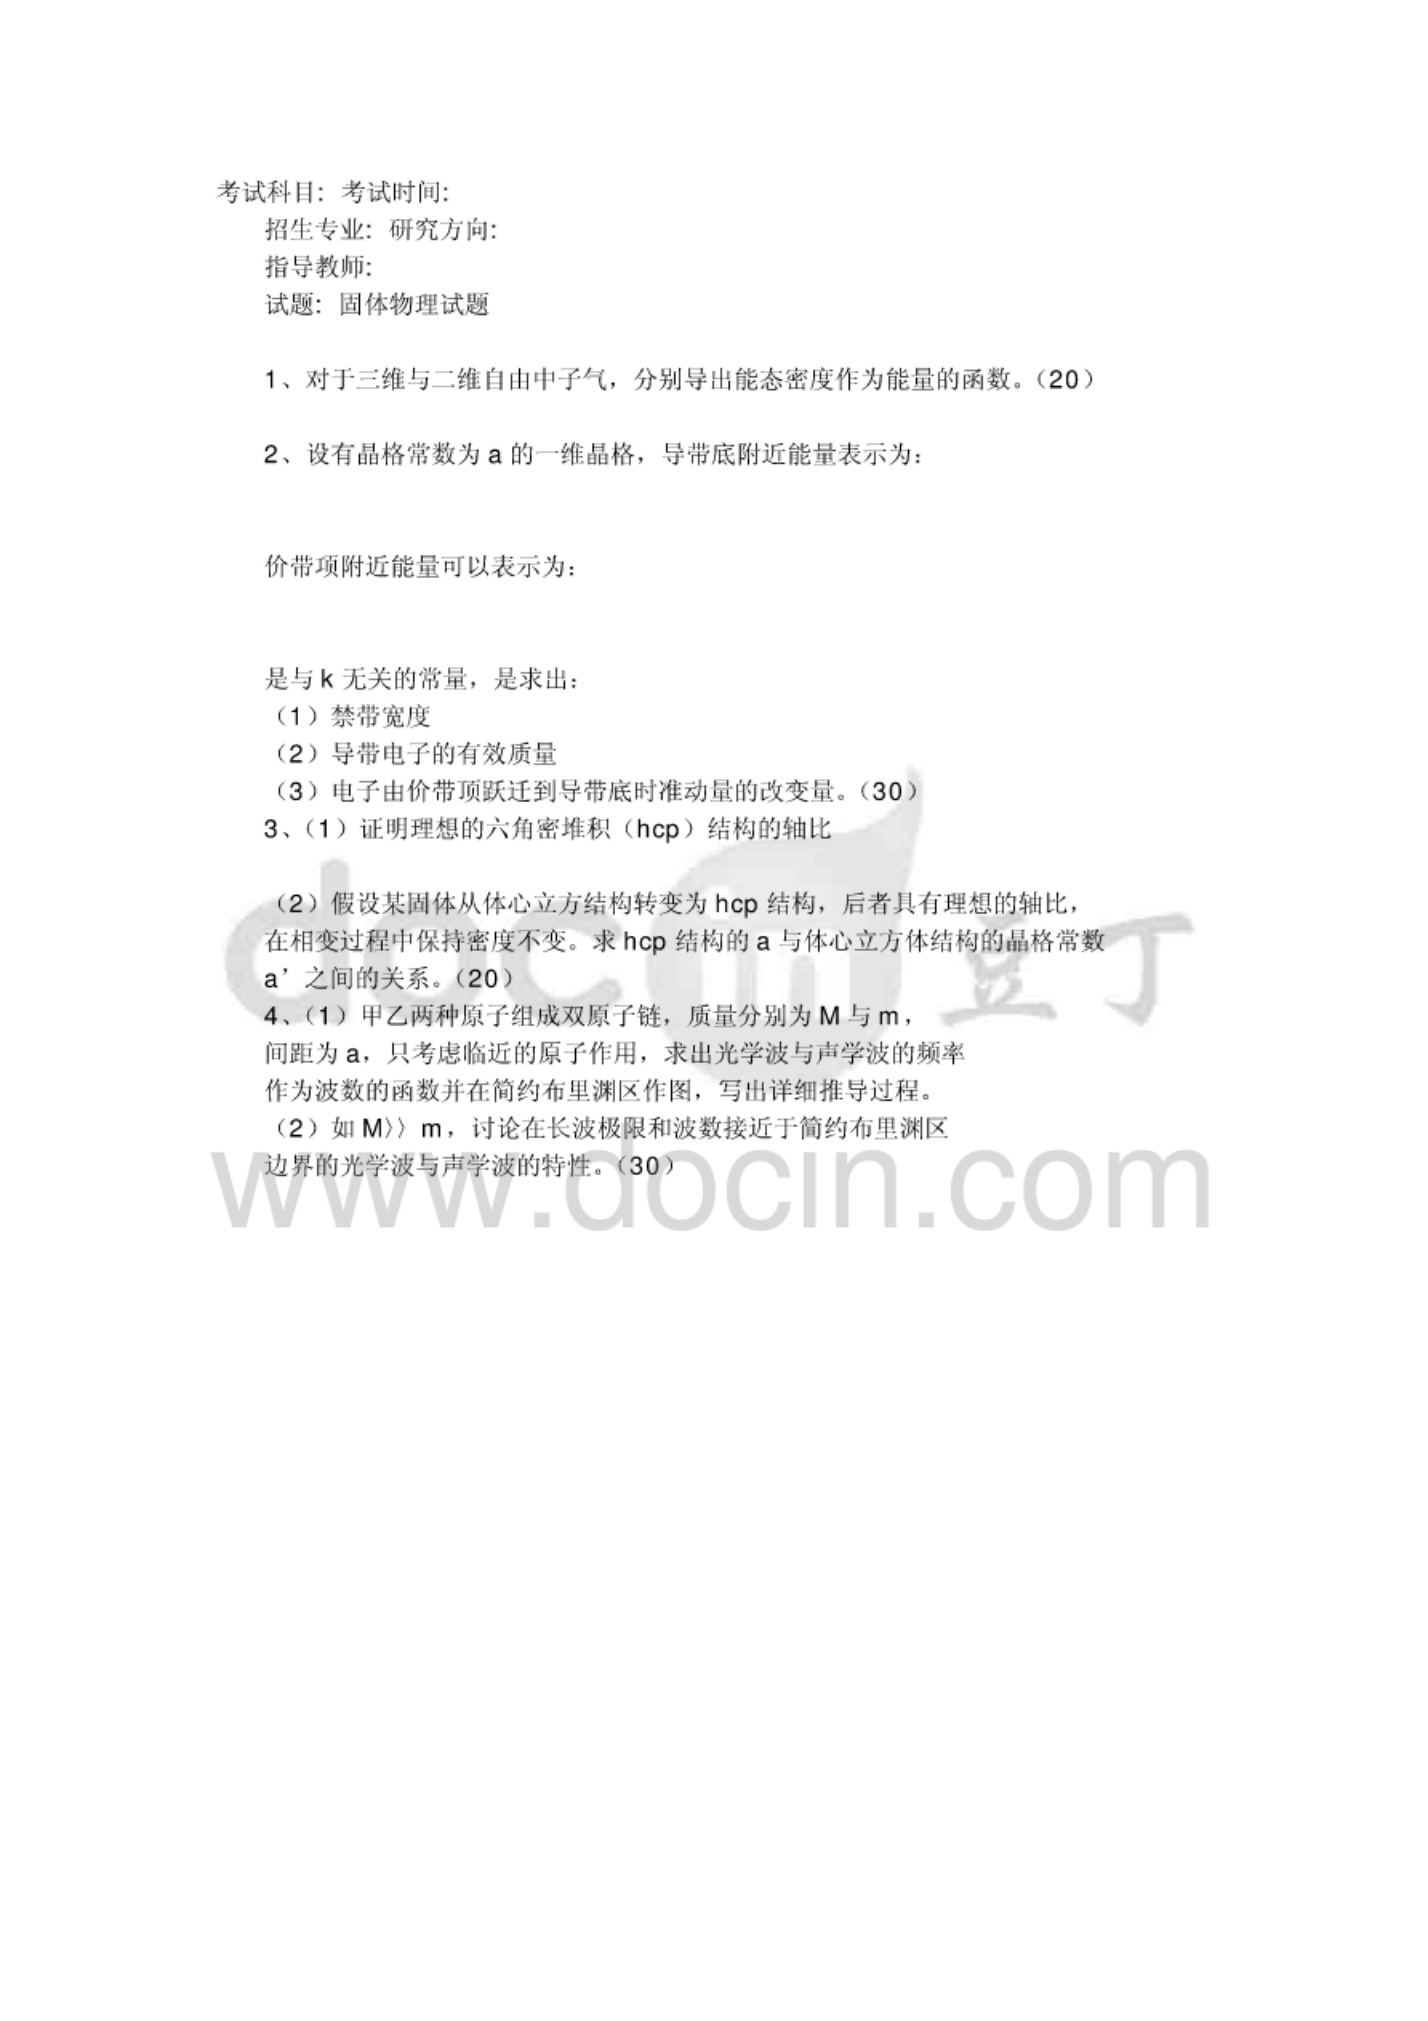 考试科目: 考试时间:
招生专业: 研究方向:
指导教师:
试题: 固体物理试题
1、对于三维与二维自由中子气，分别导出能态密度作为能量的函数。（20）
2、设有晶格常数为 a 的一维晶格，导带底附近能量表示为：
价带项附近能量可以表示为：
是与 k 无关的常量，是求出：
（1）禁带宽度
（2）导带电子的有效质量
（3）电子由价带顶跃迁到导带底时准动量的改变量。（30）
3、（1）证明理想的六角密堆积（hcp）结构的轴比
（2）假设某固体从体心立方结构转变为 hcp 结构，后者具有理想的轴比，
在相变过程中保持密度不变。求 hcp 结构的 a 与体心立方体结构的晶格常数
a’ 之间的关系。（20）
4、（1）甲乙两种原子组成双原子链，质量分别为 M 与 m，
间距为 a，只考虑临近的原子作用，求出光学波与声学波的频率
作为波数的函数并在简约布里渊区作图，写出详细推导过程。
（2）如 M〉〉m，讨论在长波极限和波数接近于简约布里渊区
边界的光学波与声学波的特性。（30）
docin 豆丁
www.docin.com